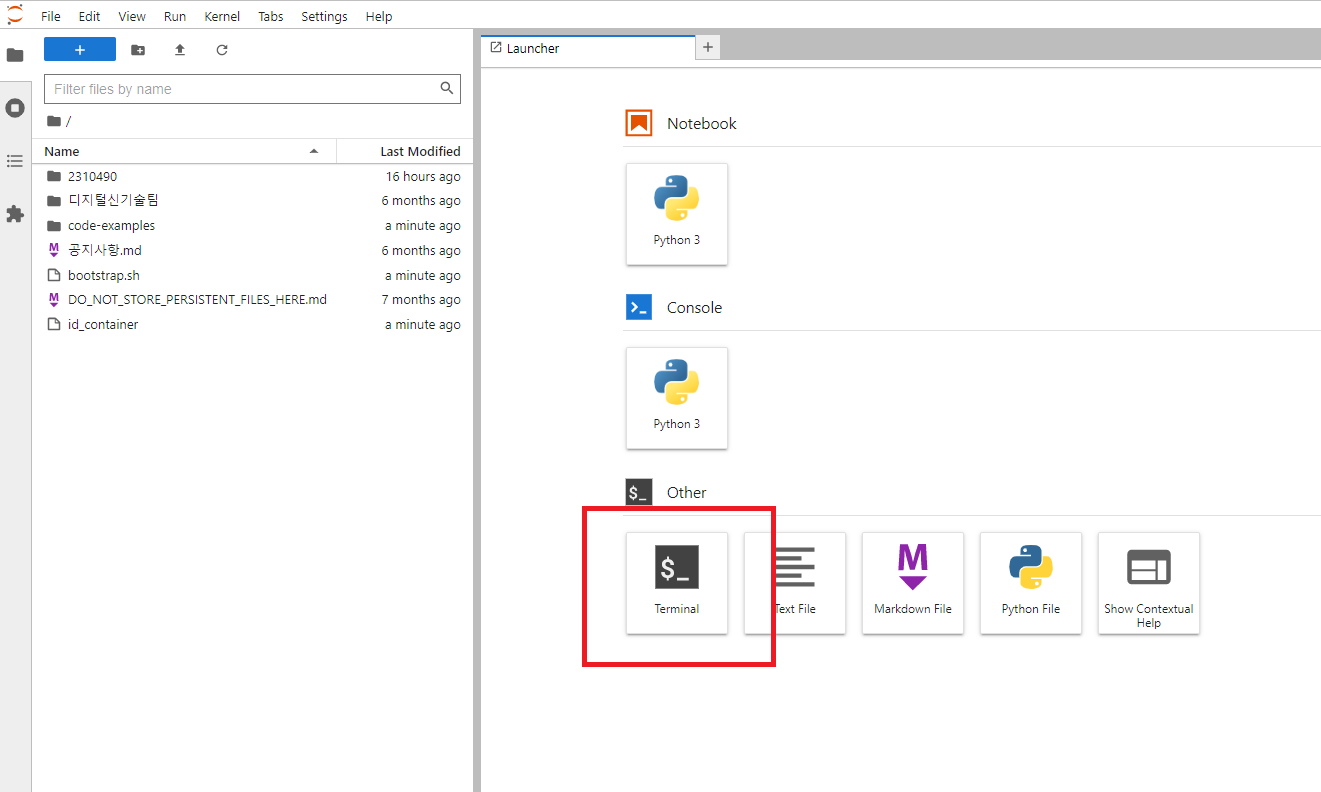 File Edit View Run Kernel Tabs Settings Help
Launcher
Filter files by name
/
Name Last Modified
2310490 16 hours ago
디지털신기술팀 6 months ago
code-examples a minute ago
공지사항.md 6 months ago
bootstrap.sh a minute ago
DO_NOT_STORE_PERSISTENT_FILES_HERE.md 7 months ago
id_container a minute ago
Notebook
Python 3
Console
Python 3
$_ Other
$_
Terminal
Text File
M
Markdown File
Python File
Show Contextual
Help